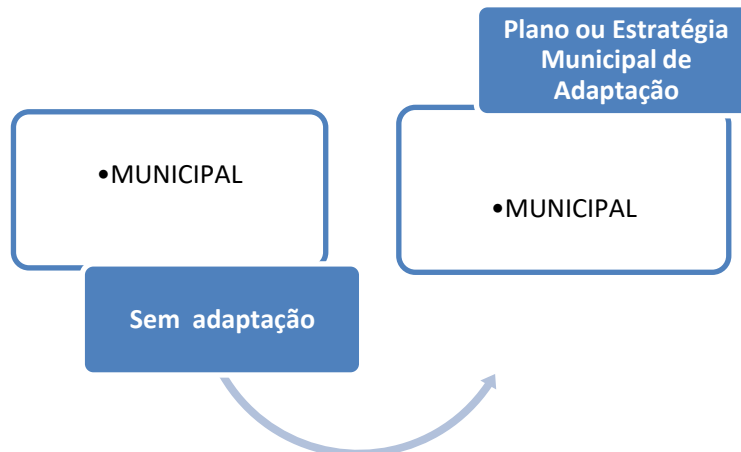 •MUNICIPAL
Sem adaptação
Plano ou Estratégia
Municipal de
Adaptação
•MUNICIPAL